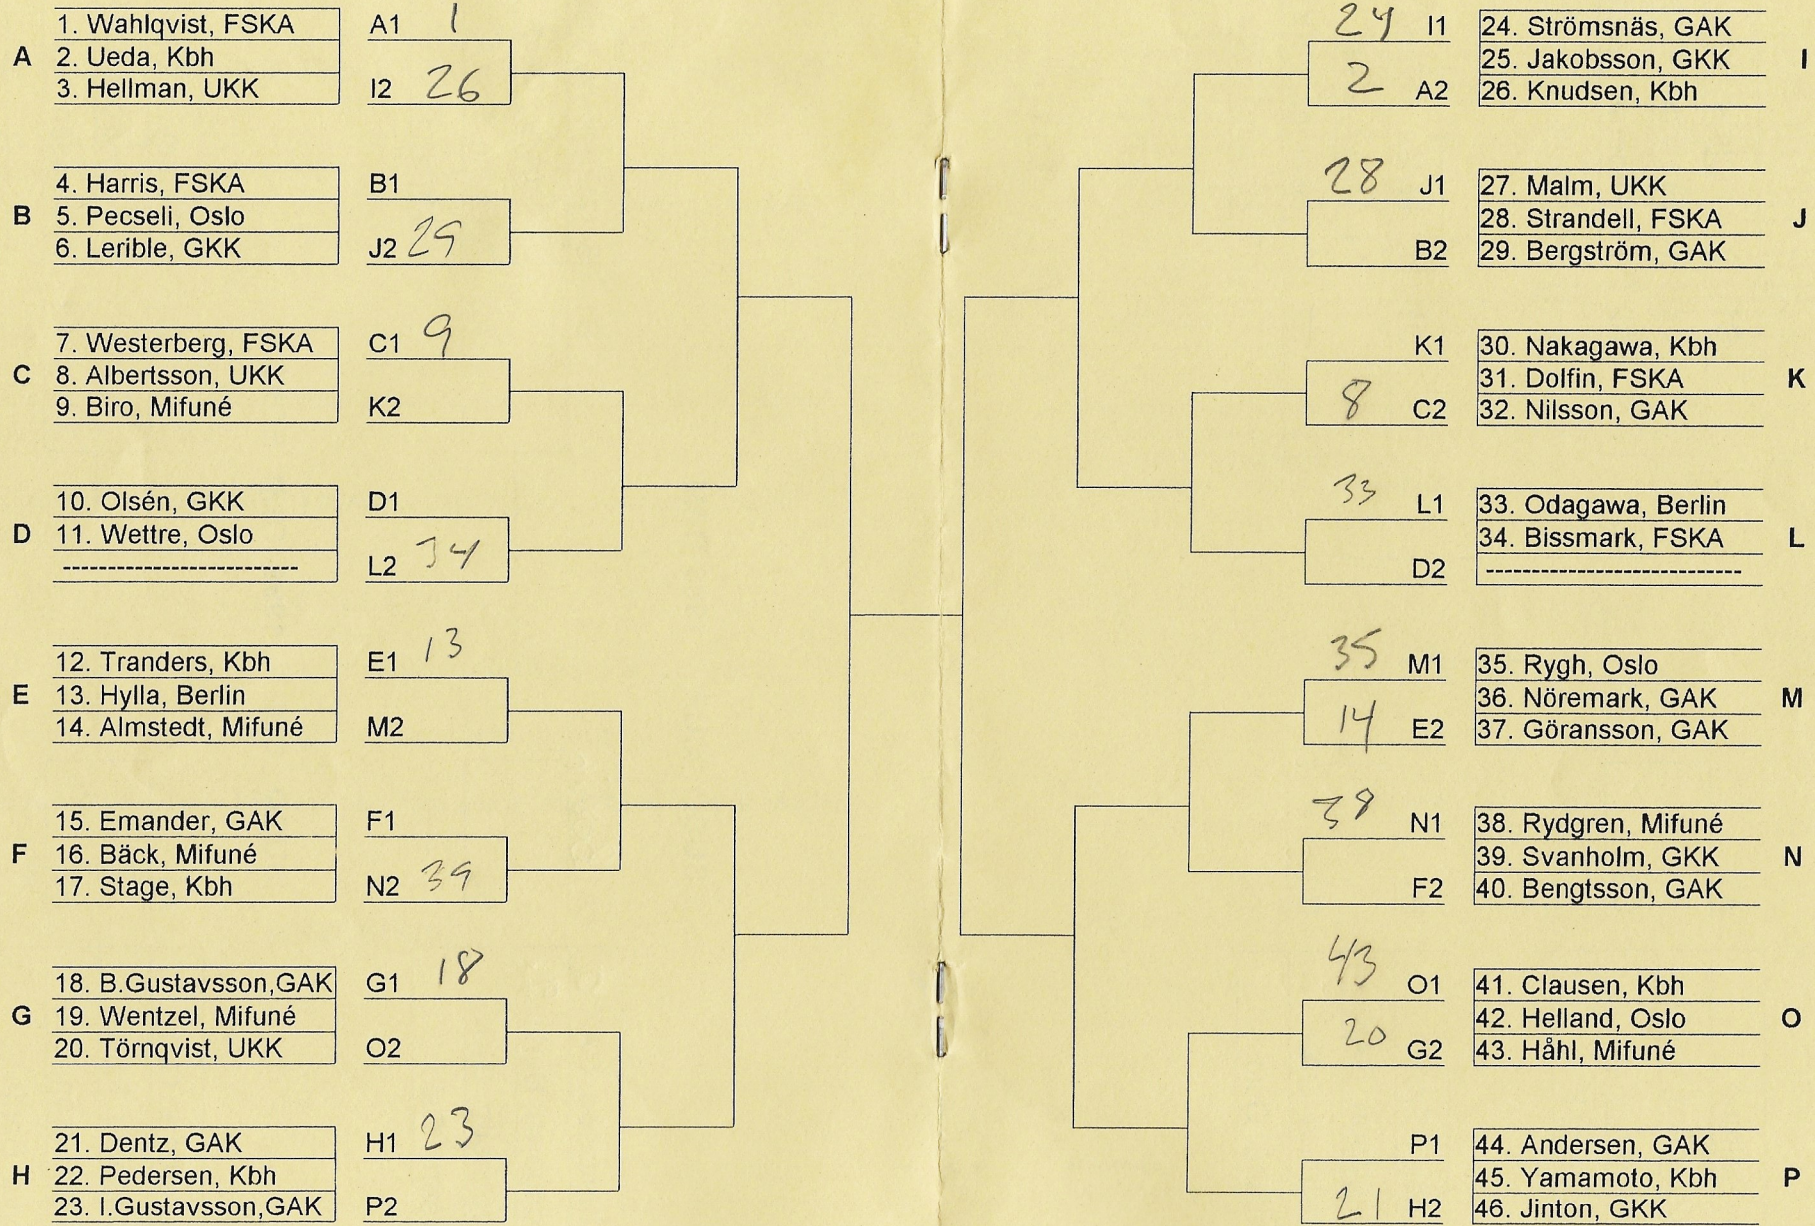 1. Wahlqvist, FSKA A1 1
A 2. Ueda, Kbh
3. Hellman, UKK I2 26
4. Harris, FSKA B1
B 5. Pecseli, Oslo
6. Lerible, GKK J2 29
7. Westerberg, FSKA C1 9
C 8. Albertsson, UKK
9. Biro, Mifuné K2
10. Olsén, GKK D1
D 11. Wettre, Oslo
------------------------- L2 34
12. Tranders, Kbh E1 13
E 13. Hylla, Berlin
14. Almstedt, Mifuné M2
15. Emander, GAK F1
F 16. Bäck, Mifuné
17. Stage, Kbh N2 39
18. B.Gustavsson,GAK G1 18
G 19. Wentzel, Mifuné
20. Törnqvist, UKK O2
21. Dentz, GAK H1 23
H 22. Pedersen, Kbh
23. I.Gustavsson,GAK P2
24 I1 24. Strömsnäs, GAK
25. Jakobsson, GKK I
2 A2 26. Knudsen, Kbh
28 J1 27. Malm, UKK
28. Strandell, FSKA J
B2 29. Bergström, GAK
K1 30. Nakagawa, Kbh
31. Dolfin, FSKA K
8 C2 32. Nilsson, GAK
33 L1 33. Odagawa, Berlin
34. Bissmark, FSKA L
D2 ---------------------------
35 M1 35. Rygh, Oslo
36. Nöremark, GAK M
14 E2 37. Göransson, GAK
38 N1 38. Rydgren, Mifuné
39. Svanholm, GKK N
F2 40. Bengtsson, GAK
43 O1 41. Clausen, Kbh
42. Helland, Oslo O
20 G2 43. Håhl, Mifuné
P1 44. Andersen, GAK
45. Yamamoto, Kbh P
21 H2 46. Jinton, GKK